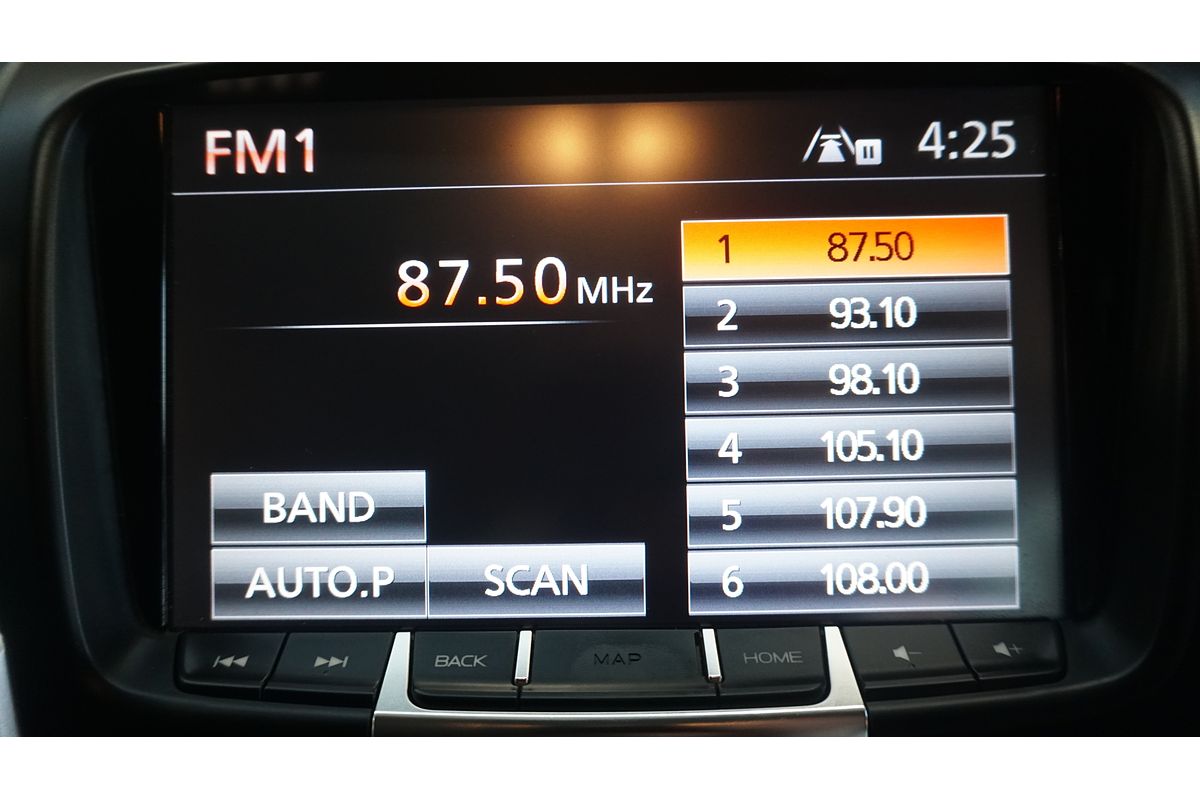 FM1
4:25
87.50 MHz
1 87.50
2 93.10
3 98.10
4 105.10
5 107.90
6 108.00
BAND
AUTO.P
SCAN
BACK
MAP
HOME